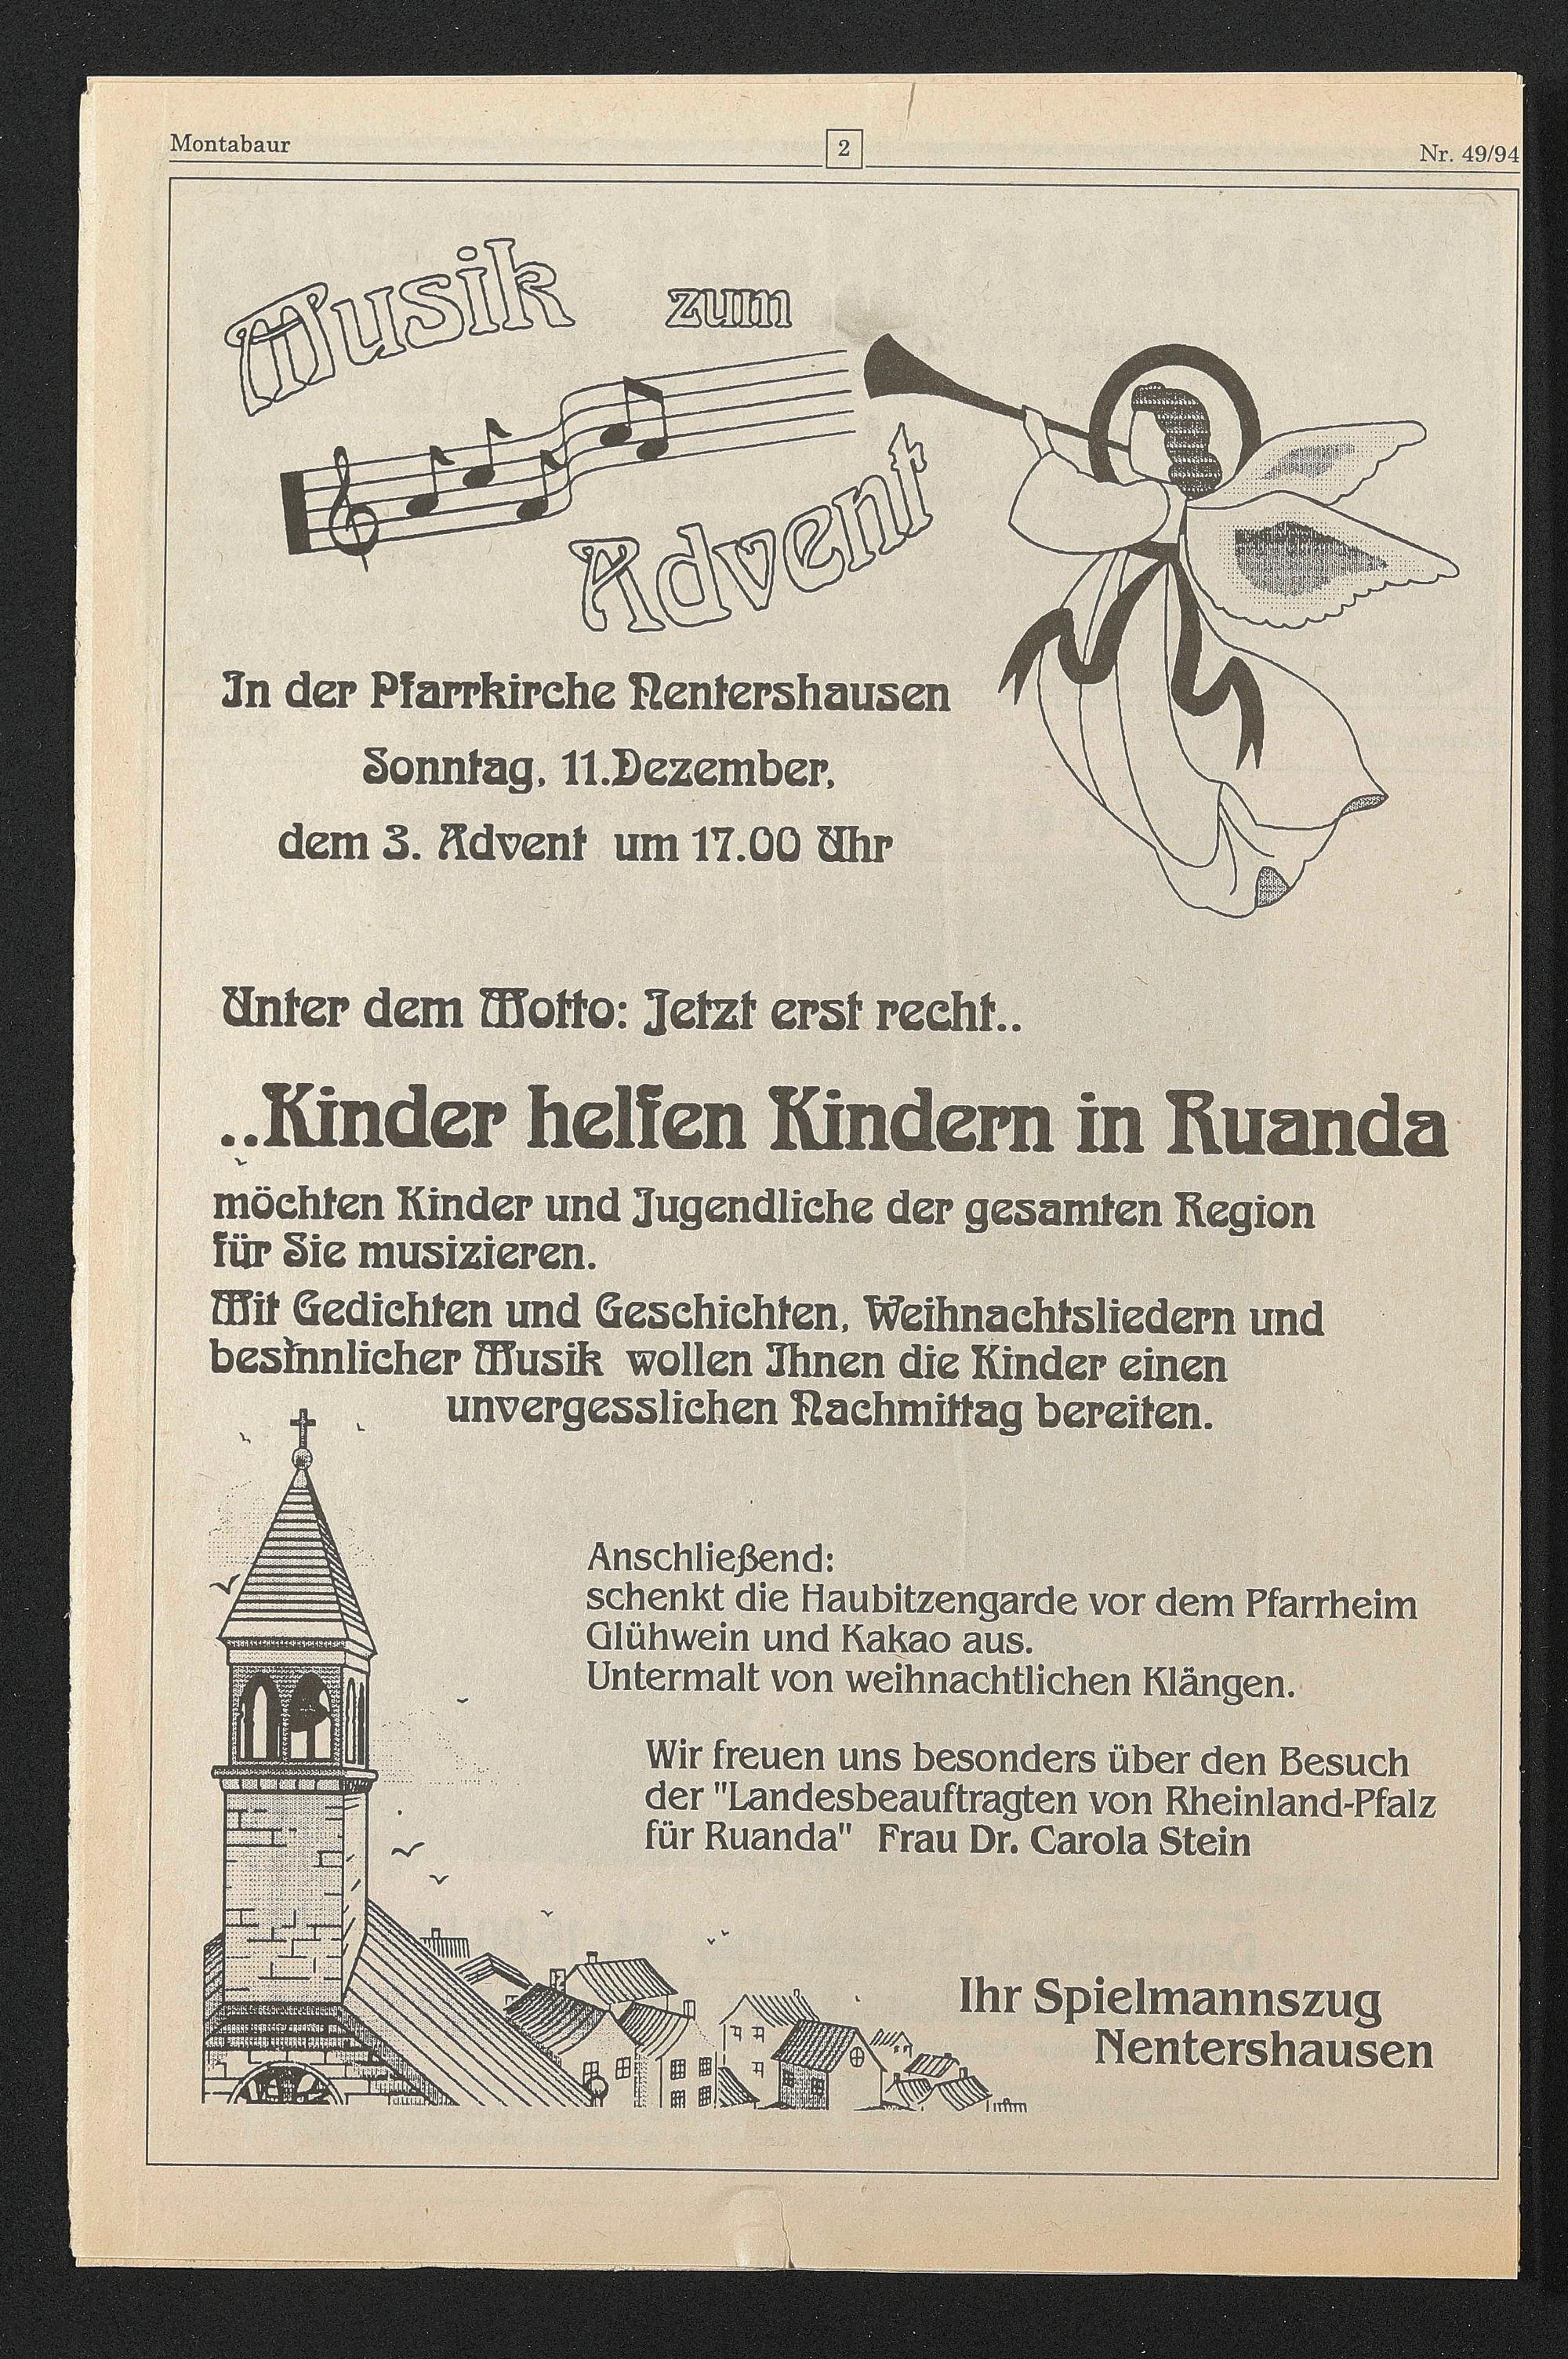 Montabaur
2
Nr. 49/94
Musik zum
Advent
In der Pfarrkirche Nentershausen
Sonntag, 11.Dezember,
dem 3. Advent um 17.00 Uhr
Unter dem Motto: Jetzt erst recht..
..Kinder helfen Kindern in Ruanda
möchten Kinder und Jugendliche der gesamten Region
für Sie musizieren.
Mit Gedichten und Geschichten, Weihnachtsliedern und
besinnlicher Musik wollen Ihnen die Kinder einen
unvergesslichen Nachmittag bereiten.
Anschließend:
schenkt die Haubitzengarde vor dem Pfarrheim
Glühwein und Kakao aus.
Untermalt von weihnachtlichen Klängen.
Wir freuen uns besonders über den Besuch
der "Landesbeauftragten von Rheinland-Pfalz
für Ruanda" Frau Dr. Carola Stein
Ihr Spielmannszug
Nentershausen